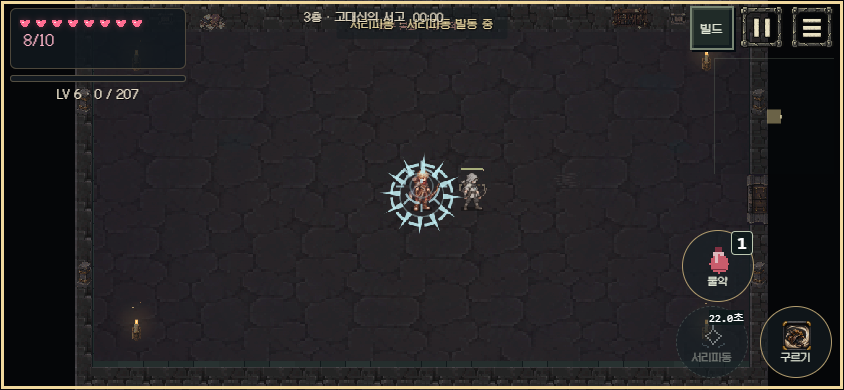 8/10
LV 6 · 0 / 207
3층 · 고대신의 서고 00:00
서리파동 · 서리파동 발동 중
빌드
1
물약
22.0초
서리파동
구르기